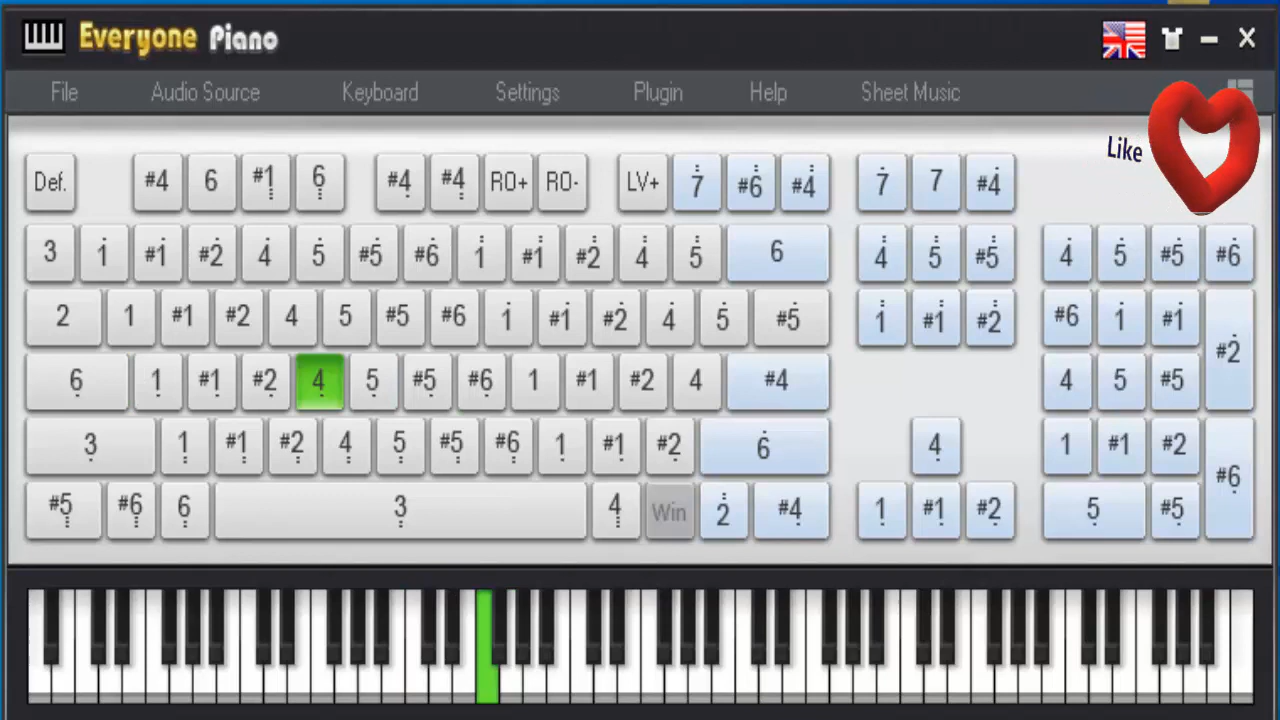 Everyone Piano
File Audio Source Keyboard Settings Plugin Help Sheet Music
Like
Def. #4 6 #1 6 #4 #4 RO+ RO- LV+ 7 #6 #4 7 7 #4
3 1 #1 #2 4 5 #5 #6 1 #1 #2 4 5 6 4 5 #5 4 5 #5 #6
2 1 #1 #2 4 5 #5 #6 1 #1 #2 4 5 #5 1 #1 #2 #6 1 #1 #2
6 1 #1 #2 4 5 #5 #6 1 #1 #2 4 #4 4 5 #5
3 1 #1 #2 4 5 #5 #6 1 #1 #2 6 4 1 #1 #2 #6
#5 #6 6 3 4 Win 2 #4 1 #1 #2 5 #5